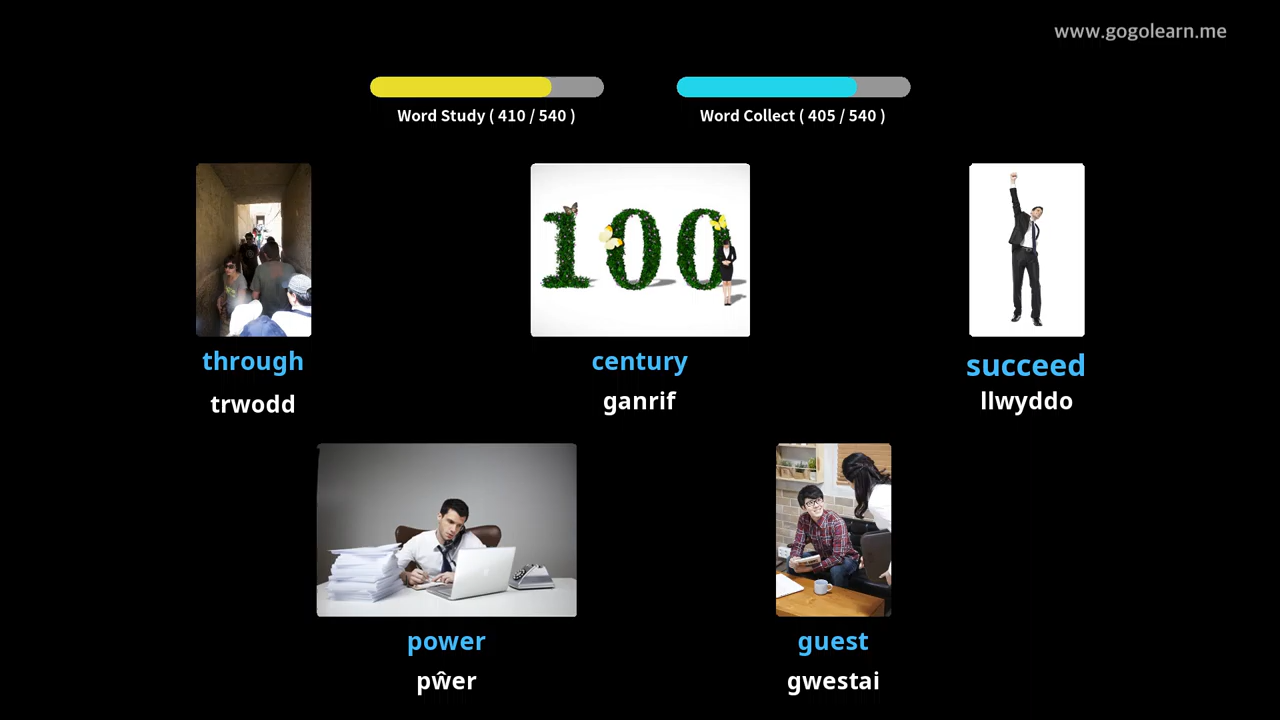 www.gogolearn.me
Word Study ( 410 / 540 )
Word Collect ( 405 / 540 )
100
through
trwodd
century
ganrif
succeed
llwyddo
power
pŵer
guest
gwestai